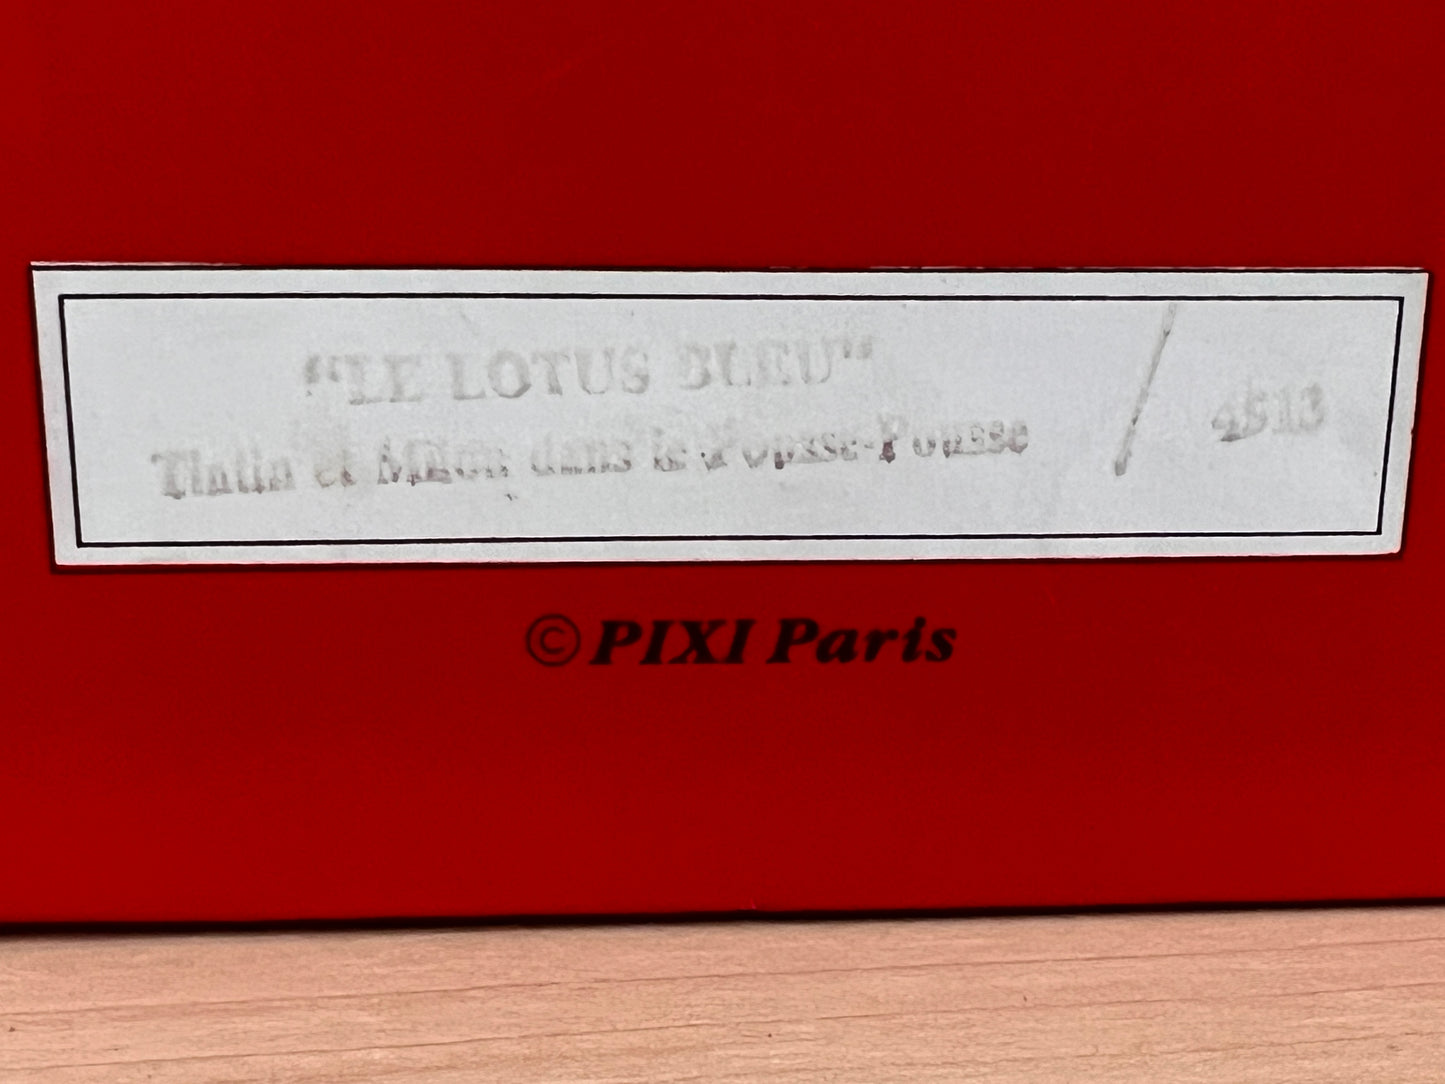 "LE LOTUS BLEU"
Tintin et Milou dans le Pousse-Pousse / 4513
© PIXI Paris